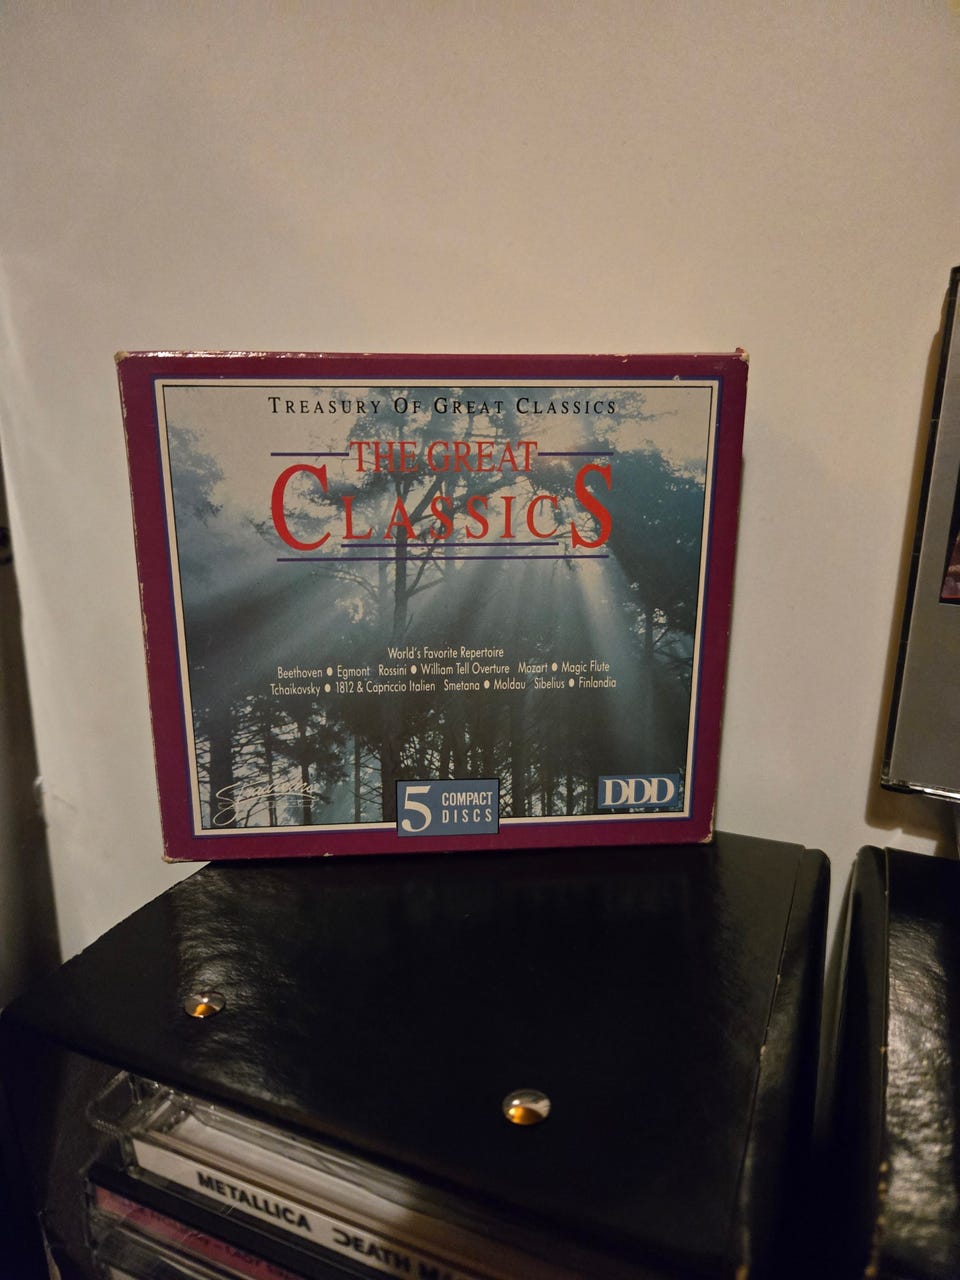 TREASURY OF GREAT CLASSICS
THE GREAT
CLASSICS
World's Favorite Repertoire
Beethoven ● Egmont Rossini ● William Tell Overture Mozart ● Magic Flute
Tchaikovsky ● 1812 & Capriccio Italien Smetana ● Moldau Sibelius ● Finlandia
5 COMPACT
DISCS
DDD
METALLICA DEATH